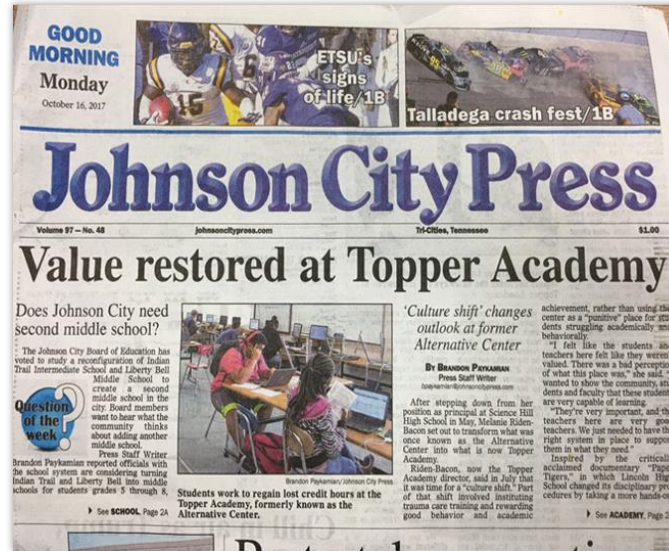 GOOD
MORNING
Monday
October 16, 2017
ETSU's
signs
of life/1B
15
Talladega crash fest/1B
Johnson City Press
Volume 97 — No. 48 johnsoncitypress.com Tri-Cities, Tennessee $1.00
Value restored at Topper Academy
Does Johnson City need
second middle school?
The Johnson City Board of Education has
voted to study a reconfiguration of Indian
Trail Intermediate School and Liberty Bell
Middle School to
create a second
middle school in the
city. Board members
want to hear what the
community thinks
about adding another
middle school.
Question
of the
week
?
Press Staff Writer
Brandon Paykamian reported officials with
the school system are considering turning
Indian Trail and Liberty Bell into middle
schools for students grades 5 through 8,
See SCHOOL, Page 2A
Brandon Paykamian/Johnson City Press
Students work to regain lost credit hours at the
Topper Academy, formerly known as the
Alternative Center.
'Culture shift' changes
outlook at former
Alternative Center
BY BRANDON PAYKAMIAN
Press Staff Writer
bpaykamian@johnsoncitypress.com
After stepping down from her
position as principal at Science Hill
High School in May, Melanie Riden-
Bacon set out to transform what was
once known as the Alternative
Center into what is now Topper
Academy.
Riden-Bacon, now the Topper
Academy director, said in July that
it was time for a "culture shift." Part
of that shift involved instituting
trauma care training and rewarding
good behavior and academic
achievement, rather than using the
center as a "punitive" place for stu-
dents struggling academically
behaviorally.
"I felt like the students
teachers here felt like they
valued. There was a bad
of what this place was," she said.
wanted to show the community,
dents and faculty that these
are very capable of learning.
"They're very important, and
teachers here are very
teachers. We just needed to have
right system in place to
them in what they need."
Inspired by the critically
acclaimed documentary
Tigers," in which Lincoln
School changed its disciplinary
cedures by taking a more
See ACADEMY, Page